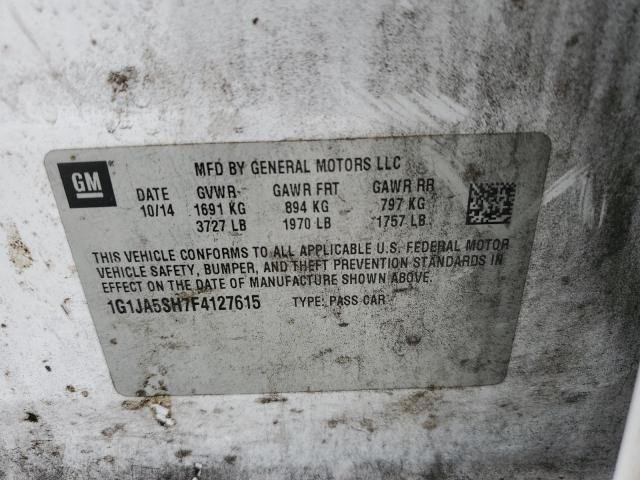 GM
MFD BY GENERAL MOTORS LLC
DATE GVWR GAWR FRT GAWR RR
10/14 1691 KG 894 KG 797 KG
3727 LB 1970 LB 1757 LB
THIS VEHICLE CONFORMS TO ALL APPLICABLE U.S. FEDERAL MOTOR
VEHICLE SAFETY, BUMPER, AND THEFT PREVENTION STANDARDS IN
EFFECT ON THE DATE OF MANUFACTURE SHOWN ABOVE.
1G1JA5SH7F4127615 TYPE: PASS CAR